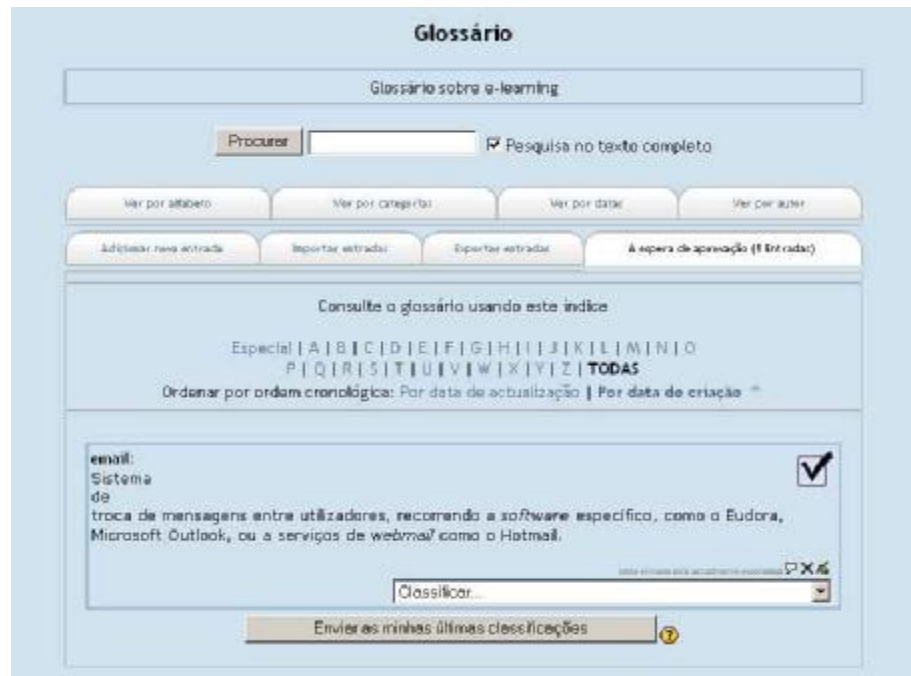 Glossário
Glossário sobre e-learning
Procurar Pesquisa no texto completo
Ver por alfabeto Ver por categorias Ver por datas Ver por autor
Adicionar nova entrada Importar entradas Exportar entradas À espera de aprovação (1 Entradas)
Consulte o glossário usando este índice
Especial | A | B | C | D | E | F | G | H | I | J | K | L | M | N | O
P | Q | R | S | T | U | V | W | X | Y | Z | TODAS
Ordenar por ordem cronológica: Por data de actualização | Por data de criação
email:
Sistema
de
troca de mensagens entre utilizadores, recorrendo a software específico, como o Eudora,
Microsoft Outlook, ou a serviços de webmail como o Hotmail.
Classificar...
Enviar as minhas últimas classificações